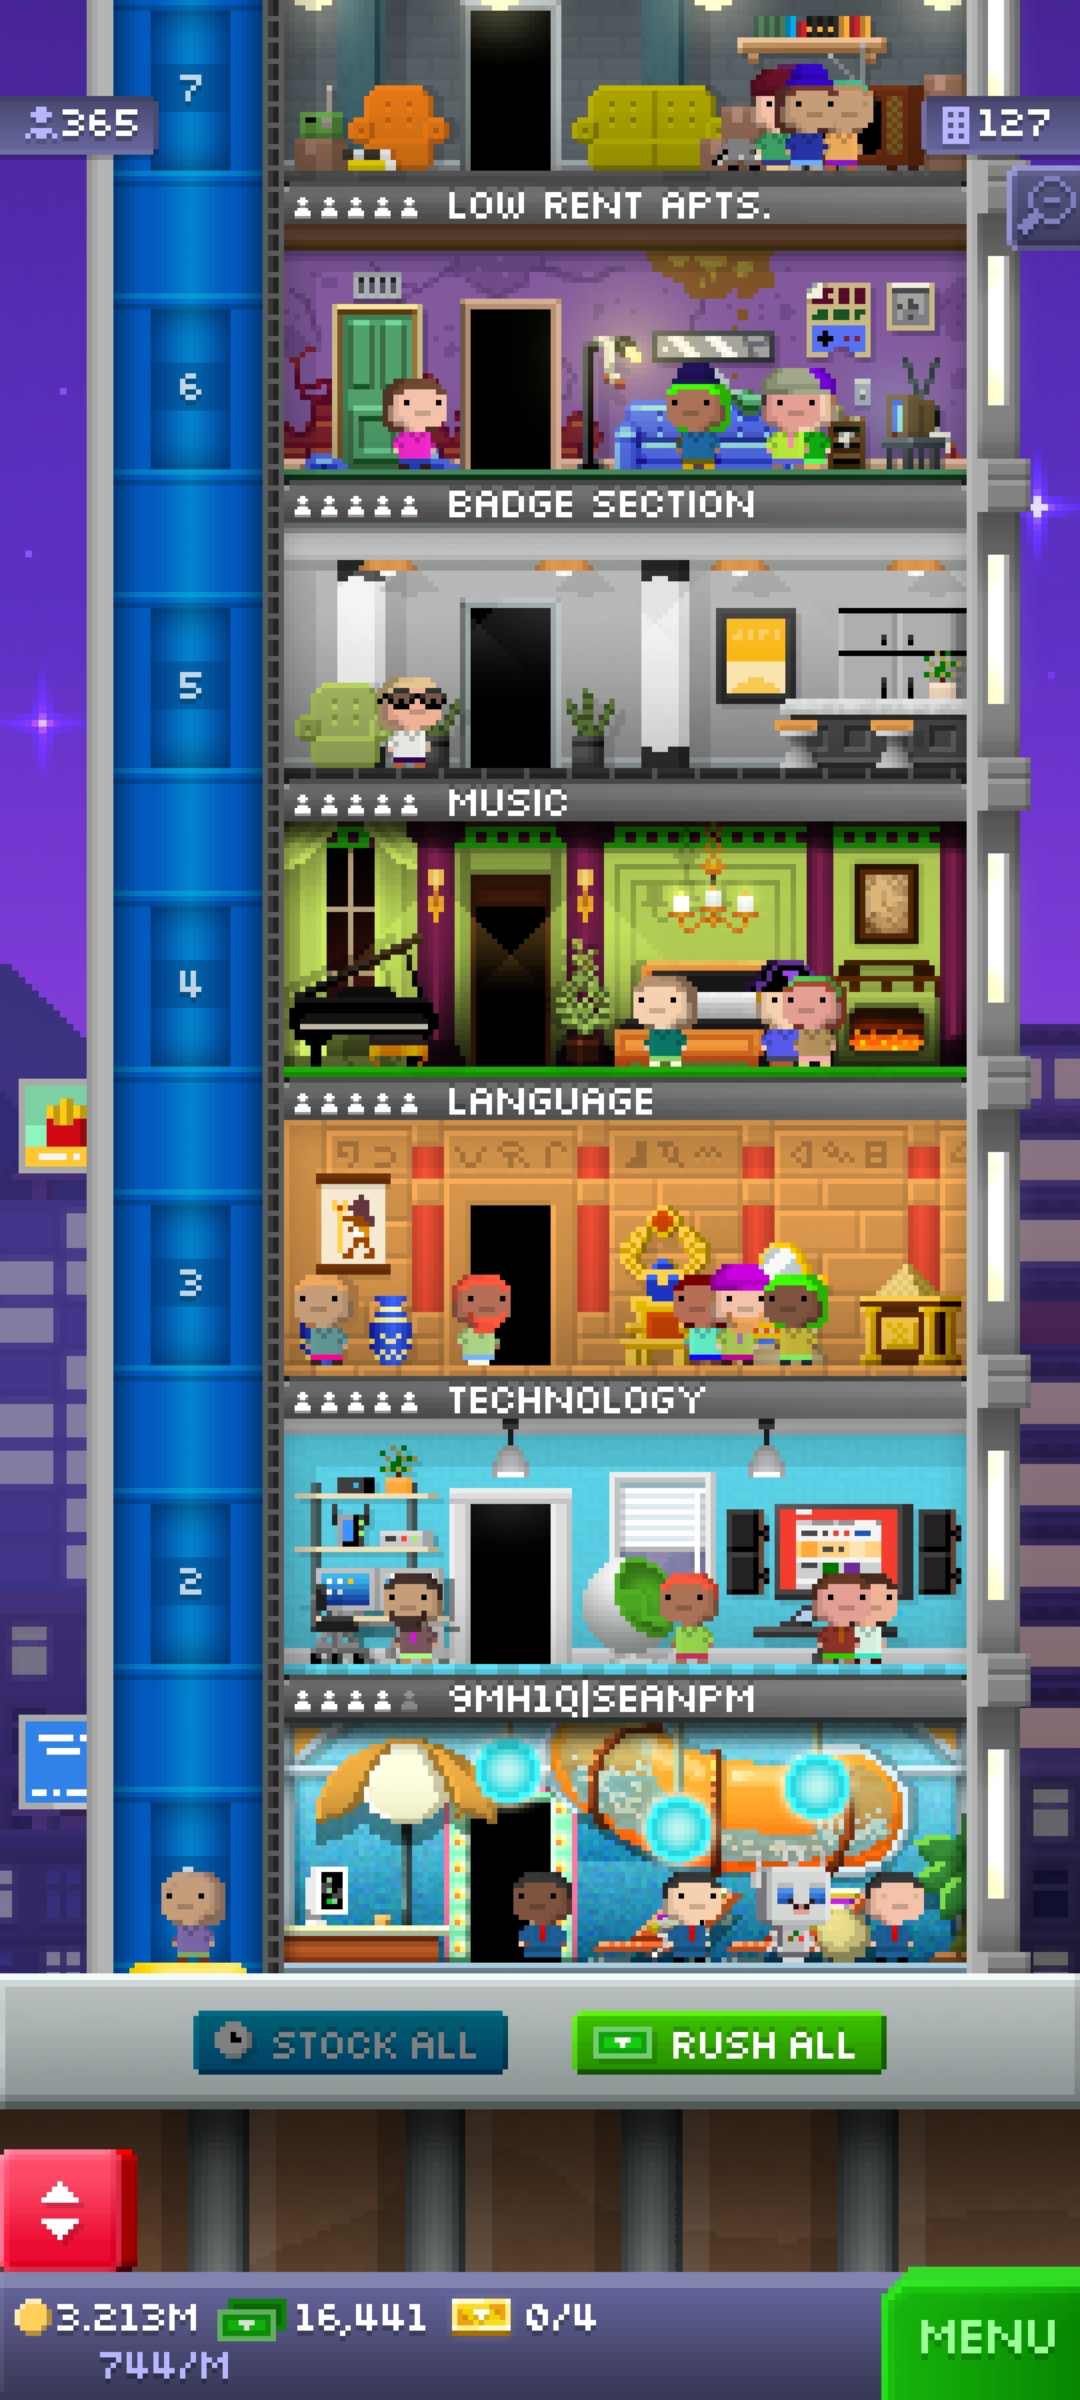 7
365
127
LOW RENT APTS.
6
BADGE SECTION
5
MUSIC
4
LANGUAGE
3
TECHNOLOGY
2
9MH1Q|SEANPM
STOCK ALL
RUSH ALL
3.213M
16,441
0/4
744/M
MENU